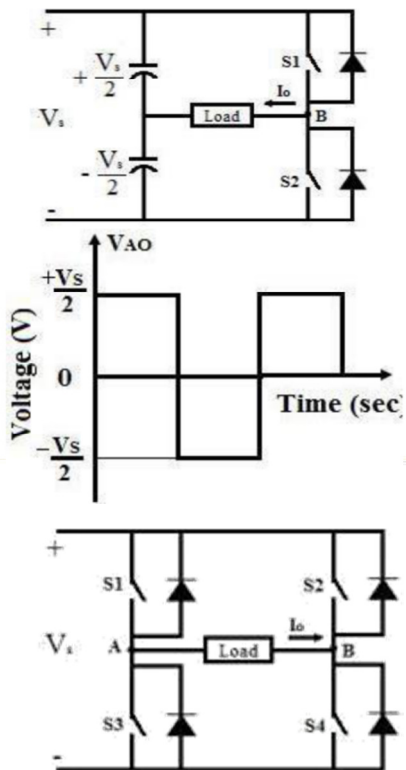 +
+ Vs/2
S1
Io
Vs
Load
B
- Vs/2
S2
-
VAO
+Vs/2
Voltage (V)
0
Time (sec)
-Vs/2
+
S1
S2
Io
Vs
A
Load
B
S3
S4
-